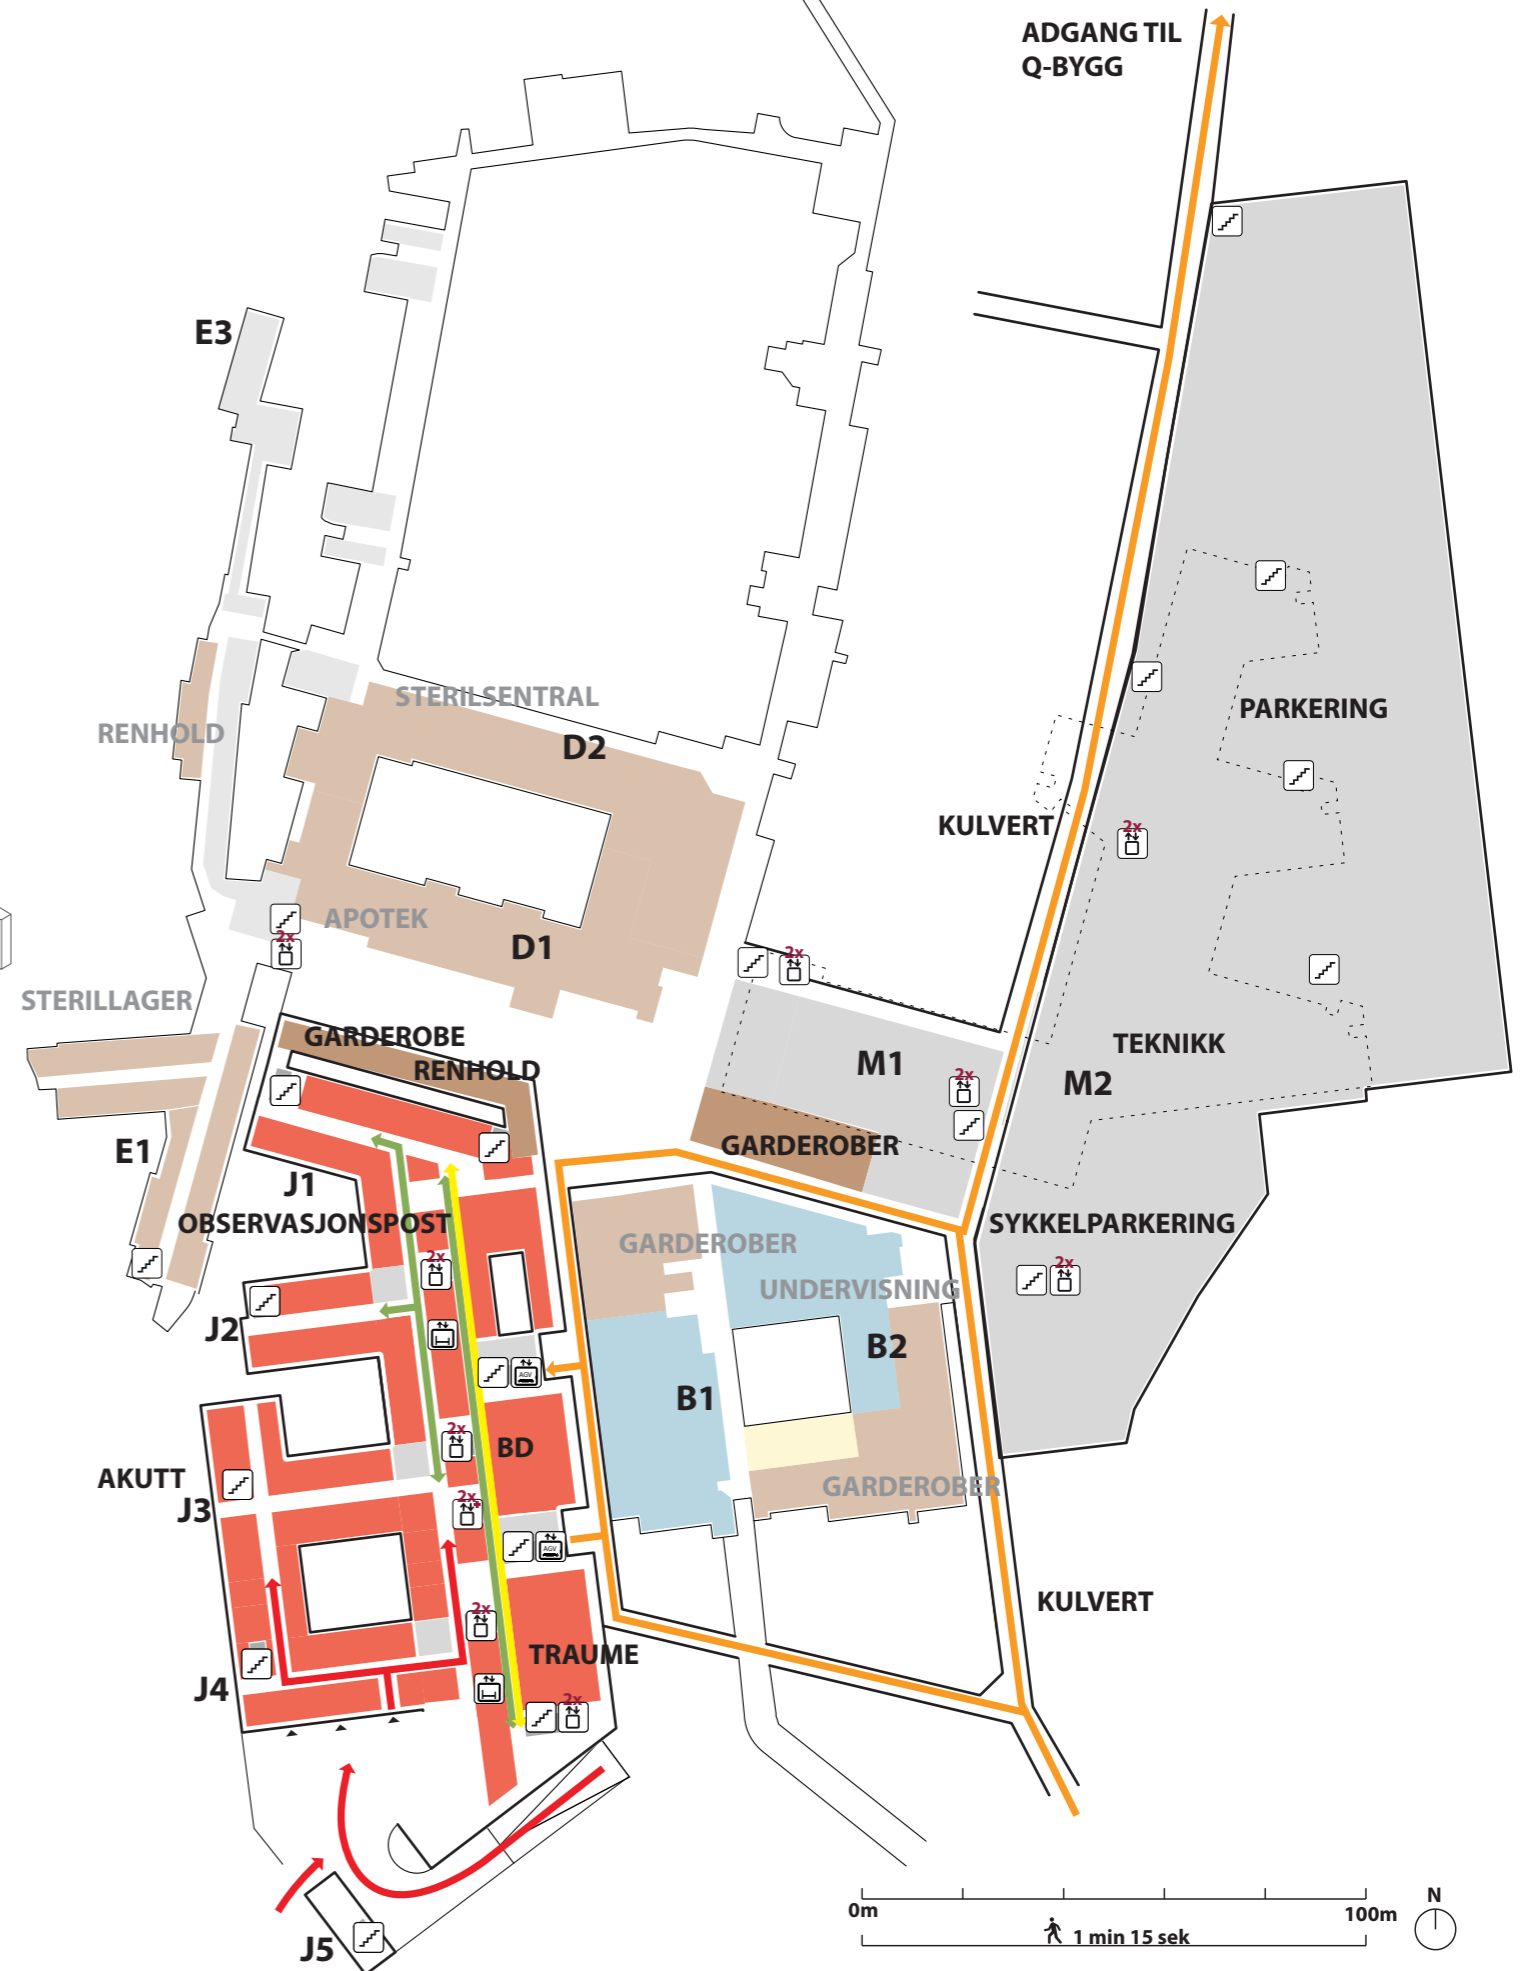 ADGANG TIL
Q-BYGG
E3
STERILSENTRAL
D2
RENHOLD
PARKERING
KULVERT
2x
APOTEK
2x
D1
2x
STERILLAGER
GARDEROBE
RENHOLD
M1
2x
TEKNIKK
M2
E1
GARDEROBER
J1
OBSERVASJONSPOST
SYKKELPARKERING
GARDEROBER
2x
2x
UNDERVISNING
J2
B2
AGV
B1
2x
BD
AKUTT
J3
2x
GARDEROBER
AGV
KULVERT
2x
TRAUME
J4
2x
0m
100m
N
1 min 15 sek
J5